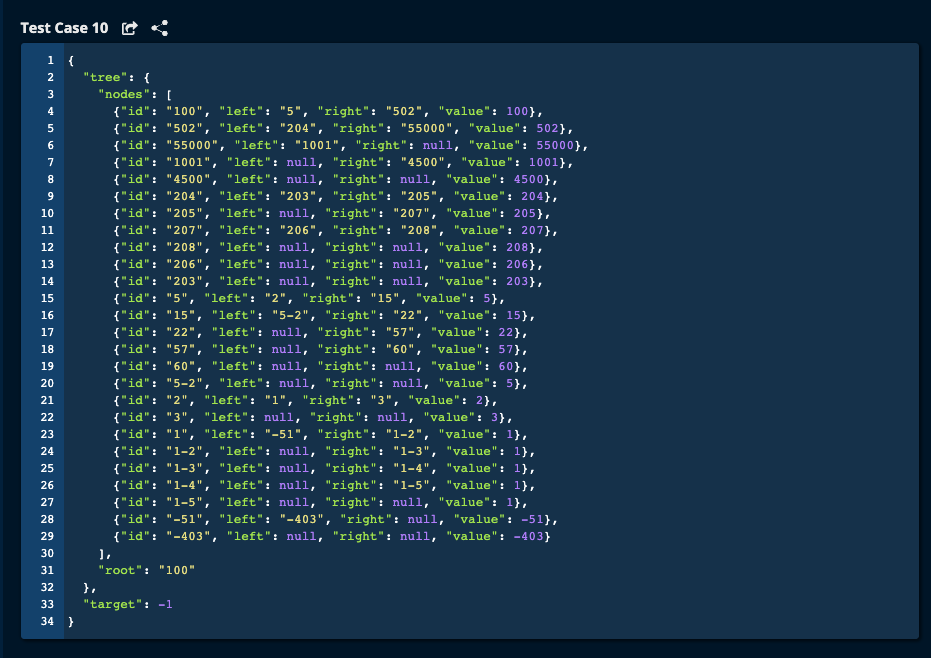 Test Case 10
1 {
2 "tree": {
3 "nodes": [
4 {"id": "100", "left": "5", "right": "502", "value": 100},
5 {"id": "502", "left": "204", "right": "55000", "value": 502},
6 {"id": "55000", "left": "1001", "right": null, "value": 55000},
7 {"id": "1001", "left": null, "right": "4500", "value": 1001},
8 {"id": "4500", "left": null, "right": null, "value": 4500},
9 {"id": "204", "left": "203", "right": "205", "value": 204},
10 {"id": "205", "left": null, "right": "207", "value": 205},
11 {"id": "207", "left": "206", "right": "208", "value": 207},
12 {"id": "208", "left": null, "right": null, "value": 208},
13 {"id": "206", "left": null, "right": null, "value": 206},
14 {"id": "203", "left": null, "right": null, "value": 203},
15 {"id": "5", "left": "2", "right": "15", "value": 5},
16 {"id": "15", "left": "5-2", "right": "22", "value": 15},
17 {"id": "22", "left": null, "right": "57", "value": 22},
18 {"id": "57", "left": null, "right": "60", "value": 57},
19 {"id": "60", "left": null, "right": null, "value": 60},
20 {"id": "5-2", "left": null, "right": null, "value": 5},
21 {"id": "2", "left": "1", "right": "3", "value": 2},
22 {"id": "3", "left": null, "right": null, "value": 3},
23 {"id": "1", "left": "-51", "right": "1-2", "value": 1},
24 {"id": "1-2", "left": null, "right": "1-3", "value": 1},
25 {"id": "1-3", "left": null, "right": "1-4", "value": 1},
26 {"id": "1-4", "left": null, "right": "1-5", "value": 1},
27 {"id": "1-5", "left": null, "right": null, "value": 1},
28 {"id": "-51", "left": "-403", "right": null, "value": -51},
29 {"id": "-403", "left": null, "right": null, "value": -403}
30 ],
31 "root": "100"
32 },
33 "target": -1
34 }